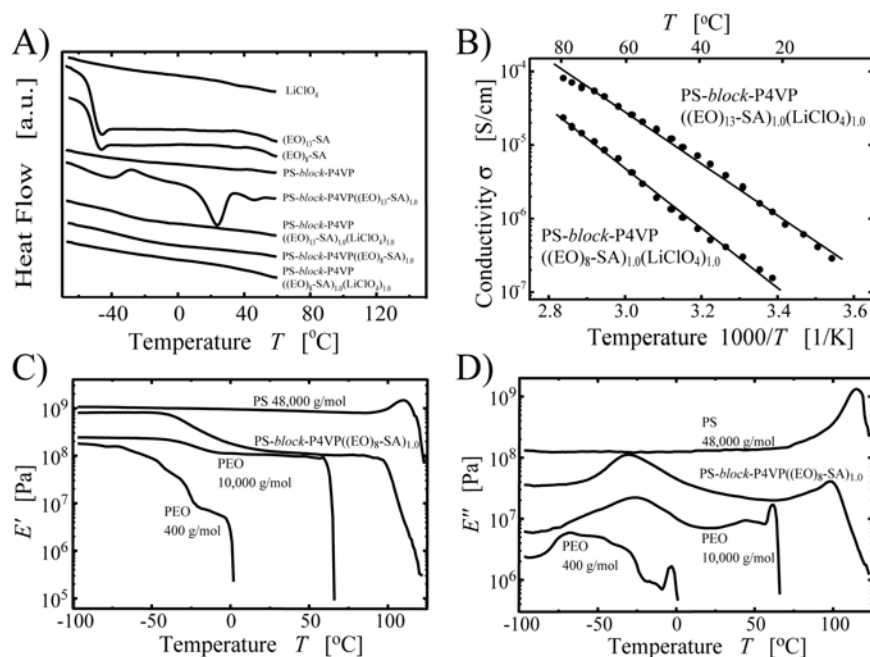 A)
Heat Flow [a.u.]
LiClO4
(EO)13-SA
(EO)8-SA
PS-block-P4VP
PS-block-P4VP((EO)13-SA)1.0
PS-block-P4VP
((EO)13-SA)1.0(LiClO4)1.0
PS-block-P4VP((EO)8-SA)1.0
PS-block-P4VP
((EO)8-SA)1.0(LiClO4)1.0
-40 0 40 80 120
Temperature T [°C]
B)
T [°C]
80 60 40 20
Conductivity σ [S/cm]
10-4
10-5
10-6
10-7
PS-block-P4VP
((EO)13-SA)1.0(LiClO4)1.0
PS-block-P4VP
((EO)8-SA)1.0(LiClO4)1.0
2.8 3.0 3.2 3.4 3.6
Temperature 1000/T [1/K]
C)
E' [Pa]
109
108
107
106
105
PS 48,000 g/mol
PS-block-P4VP((EO)8-SA)1.0
PEO
10,000 g/mol
PEO
400 g/mol
-100 -50 0 50 100
Temperature T [°C]
D)
E'' [Pa]
109
108
107
106
PS
48,000 g/mol
PS-block-P4VP((EO)8-SA)1.0
PEO
400 g/mol
PEO
10,000 g/mol
-100 -50 0 50 100
Temperature T [°C]